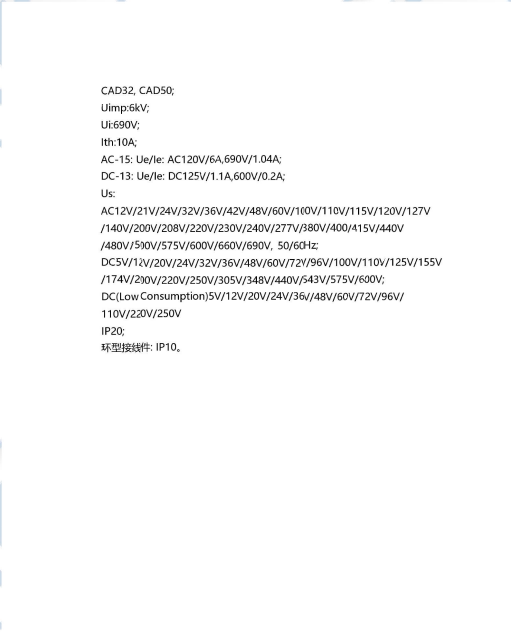 CAD32, CAD50;
Uimp:6kV;
Ui:690V;
Ith:10A;
AC-15: Ue/Ie: AC120V/6A,690V/1.04A;
DC-13: Ue/Ie: DC125V/1.1A,600V/0.2A;
Us:
AC12V/21V/24V/32V/36V/42V/48V/60V/100V/110V/115V/120V/127V
/140V/200V/208V/220V/230V/240V/277V/380V/400/415V/440V
/480V/500V/575V/600V/660V/690V, 50/60Hz;
DC5V/12V/20V/24V/32V/36V/48V/60V/72V/96V/100V/110V/125V/155V
/174V/200V/220V/250V/305V/348V/440V/543V/575V/600V;
DC(Low Consumption)5V/12V/20V/24V/36V/48V/60V/72V/96V/
110V/220V/250V
IP20;
环型接线件: IP10。